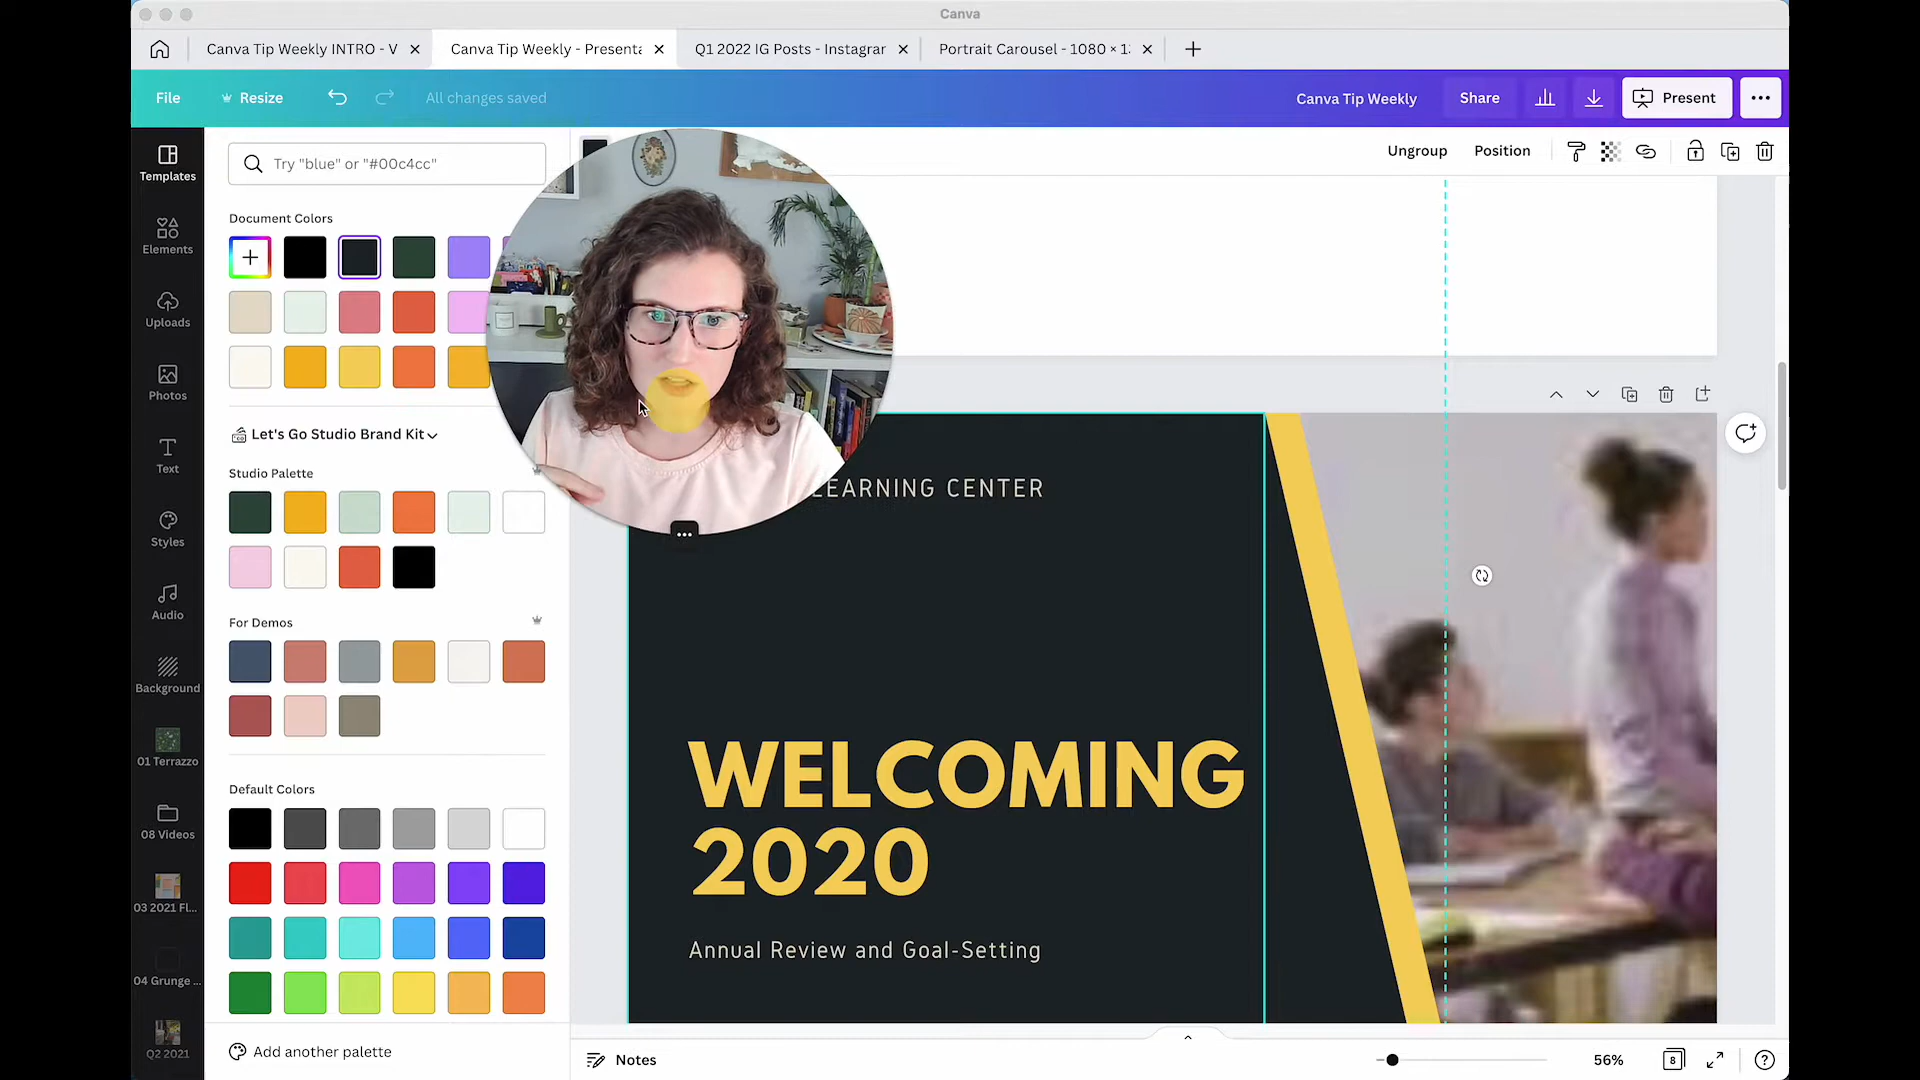 Canva
Canva Tip Weekly INTRO - V
Canva Tip Weekly - Presenta
Q1 2022 IG Posts - Instagrar
Portrait Carousel - 1080 × 1
File
Resize
All changes saved
Canva Tip Weekly
Share
Present
Templates
Elements
Uploads
Photos
Text
Styles
Audio
Background
01 Terrazzo
08 Videos
03 2021 Fl...
04 Grunge ...
Q2 2021
Try "blue" or "#00c4cc"
Document Colors
Let's Go Studio Brand Kit
Studio Palette
For Demos
Default Colors
Add another palette
Ungroup
Position
LEARNING CENTER
WELCOMING
2020
Annual Review and Goal-Setting
Notes
56%
8